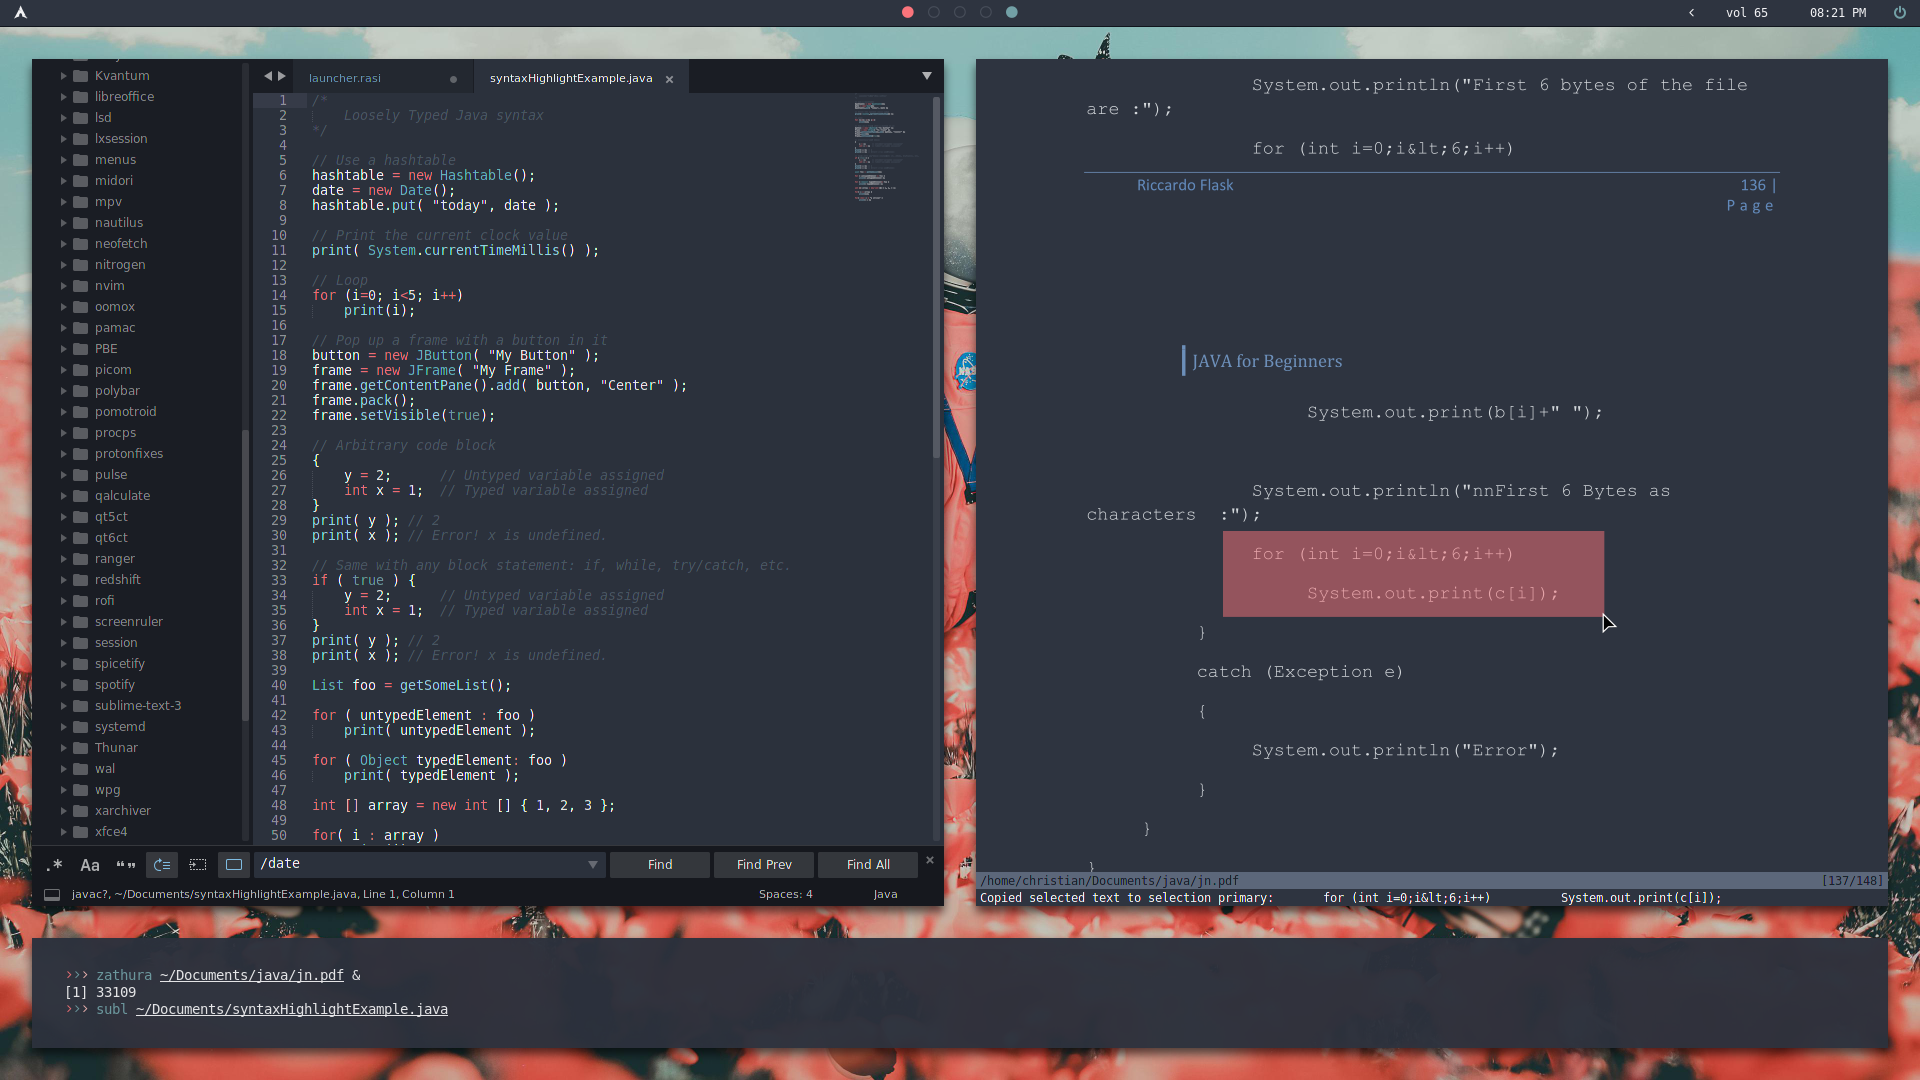 vol 65
08:21 PM
Kvantum
libreoffice
lsd
lxsession
menus
midori
mpv
nautilus
neofetch
nitrogen
nvim
oomox
pamac
PBE
picom
polybar
pomotroid
procps
protonfixes
pulse
qalculate
qt5ct
qt6ct
ranger
redshift
rofi
screenruler
session
spicetify
spotify
sublime-text-3
systemd
Thunar
wal
wpg
xarchiver
xfce4
launcher.rasi
syntaxHighlightExample.java
1 /*
2     Loosely Typed Java syntax
3 */
4
5 // Use a hashtable
6 hashtable = new Hashtable();
7 date = new Date();
8 hashtable.put( "today", date );
9
10 // Print the current clock value
11 print( System.currentTimeMillis() );
12
13 // Loop
14 for (i=0; i<5; i++)
15     print(i);
16
17 // Pop up a frame with a button in it
18 button = new JButton( "My Button" );
19 frame = new JFrame( "My Frame" );
20 frame.getContentPane().add( button, "Center" );
21 frame.pack();
22 frame.setVisible(true);
23
24 // Arbitrary code block
25 {
26     y = 2;      // Untyped variable assigned
27     int x = 1;  // Typed variable assigned
28 }
29 print( y ); // 2
30 print( x ); // Error! x is undefined.
31
32 // Same with any block statement: if, while, try/catch, etc.
33 if ( true ) {
34     y = 2;      // Untyped variable assigned
35     int x = 1;  // Typed variable assigned
36 }
37 print( y ); // 2
38 print( x ); // Error! x is undefined.
39
40 List foo = getSomeList();
41
42 for ( untypedElement : foo )
43     print( untypedElement );
44
45 for ( Object typedElement: foo )
46     print( typedElement );
47
48 int [] array = new int [] { 1, 2, 3 };
49
50 for( i : array )
.* Aa “” /date Find Find Prev Find All
javac?, ~/Documents/syntaxHighlightExample.java, Line 1, Column 1 Spaces: 4 Java
System.out.println("First 6 bytes of the file
are :");
for (int i=0;i&lt;6;i++)
Riccardo Flask 136 |
Page
JAVA for Beginners
System.out.print(b[i]+" ");
System.out.println("nnFirst 6 Bytes as
characters  :");
for (int i=0;i&lt;6;i++)
System.out.print(c[i]);
}
catch (Exception e)
{
System.out.println("Error");
}
}
}
/home/christian/Documents/java/jn.pdf [137/148]
Copied selected text to selection primary: for (int i=0;i&lt;6;i++) System.out.print(c[i]);
>>> zathura ~/Documents/java/jn.pdf &
[1] 33109
>>> subl ~/Documents/syntaxHighlightExample.java